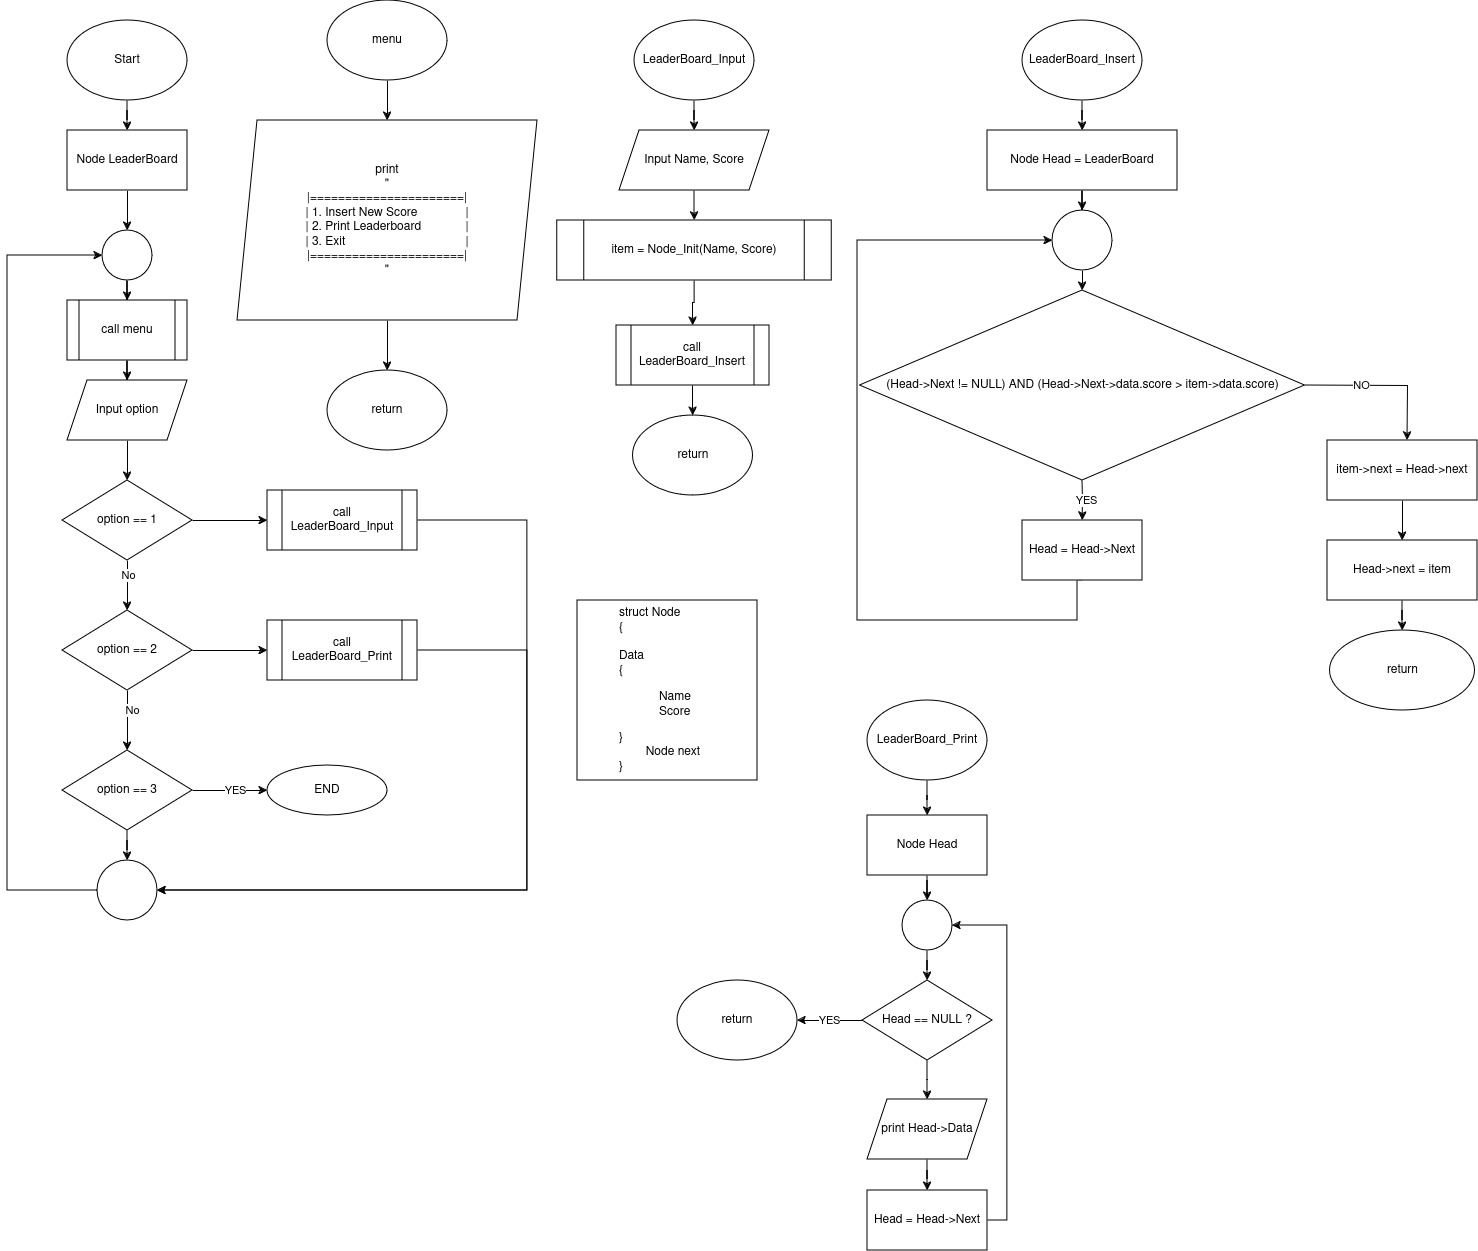 Start
Node LeaderBoard
call menu
Input option
option == 1
No
option == 2
No
option == 3
YES
END
call
LeaderBoard_Input
call
LeaderBoard_Print
menu
print
"
|======================|
| 1. Insert New Score |
| 2. Print Leaderboard |
| 3. Exit |
|======================|
"
return
LeaderBoard_Input
Input Name, Score
item = Node_Init(Name, Score)
call
LeaderBoard_Insert
return
struct Node
{
Data
{
Name
Score
}
Node next
}
LeaderBoard_Insert
Node Head = LeaderBoard
(Head->Next != NULL) AND (Head->Next->data.score > item->data.score)
NO
YES
Head = Head->Next
item->next = Head->next
Head->next = item
return
LeaderBoard_Print
Node Head
Head == NULL ?
YES
return
print Head->Data
Head = Head->Next